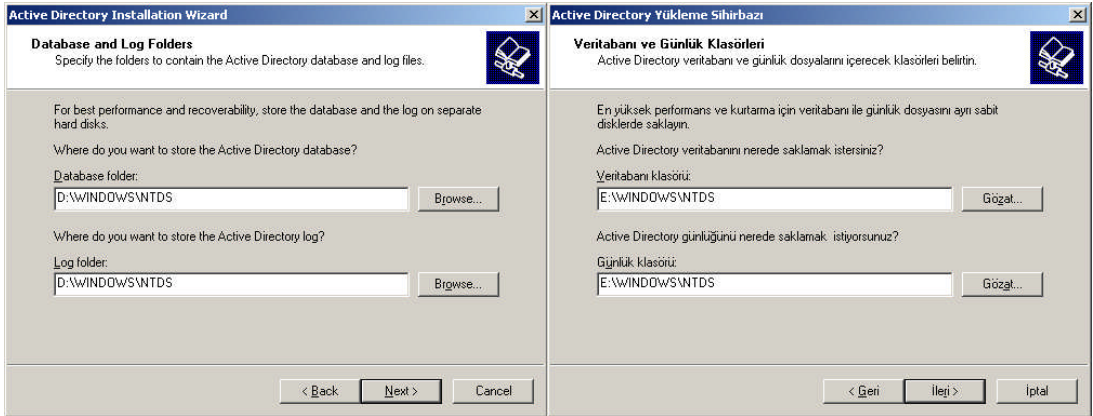 Active Directory Installation Wizard
Database and Log Folders
Specify the folders to contain the Active Directory database and log files.
For best performance and recoverability, store the database and the log on separate
hard disks.
Where do you want to store the Active Directory database?
Database folder:
D:\WINDOWS\NTDS
Browse...
Where do you want to store the Active Directory log?
Log folder:
D:\WINDOWS\NTDS
Browse...
< Back
Next >
Cancel
Active Directory Yükleme Sihirbazı
Veritabanı ve Günlük Klasörleri
Active Directory veritabanı ve günlük dosyalarını içerecek klasörleri belirtin.
En yüksek performans ve kurtarma için veritabanı ile günlük dosyasını ayrı sabit
disklerde saklayın.
Active Directory veritabanını nerede saklamak istersiniz?
Veritabanı klasörü:
E:\WINDOWS\NTDS
Gözat...
Active Directory günlüğünü nerede saklamak istiyorsunuz?
Günlük klasörü:
E:\WINDOWS\NTDS
Gözat...
< Geri
İleri >
İptal